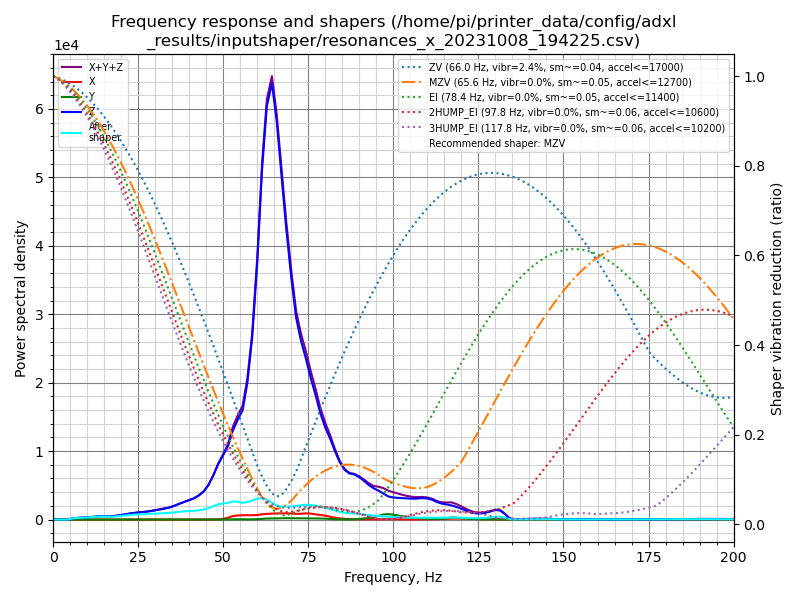 Frequency response and shapers (/home/pi/printer_data/config/adxl
_results/inputshaper/resonances_x_20231008_194225.csv)
1e4
X+Y+Z
X
Y
Z
After
shaper
ZV (66.0 Hz, vibr=2.4%, sm~=0.04, accel<=17000)
MZV (65.6 Hz, vibr=0.0%, sm~=0.05, accel<=12700)
EI (78.4 Hz, vibr=0.0%, sm~=0.05, accel<=11400)
2HUMP_EI (97.8 Hz, vibr=0.0%, sm~=0.06, accel<=10600)
3HUMP_EI (117.8 Hz, vibr=0.0%, sm~=0.06, accel<=10200)
Recommended shaper: MZV
Power spectral density
6
5
4
3
2
1
0
1.0
0.8
0.6
0.4
0.2
0.0
Shaper vibration reduction (ratio)
0 25 50 75 100 125 150 175 200
Frequency, Hz